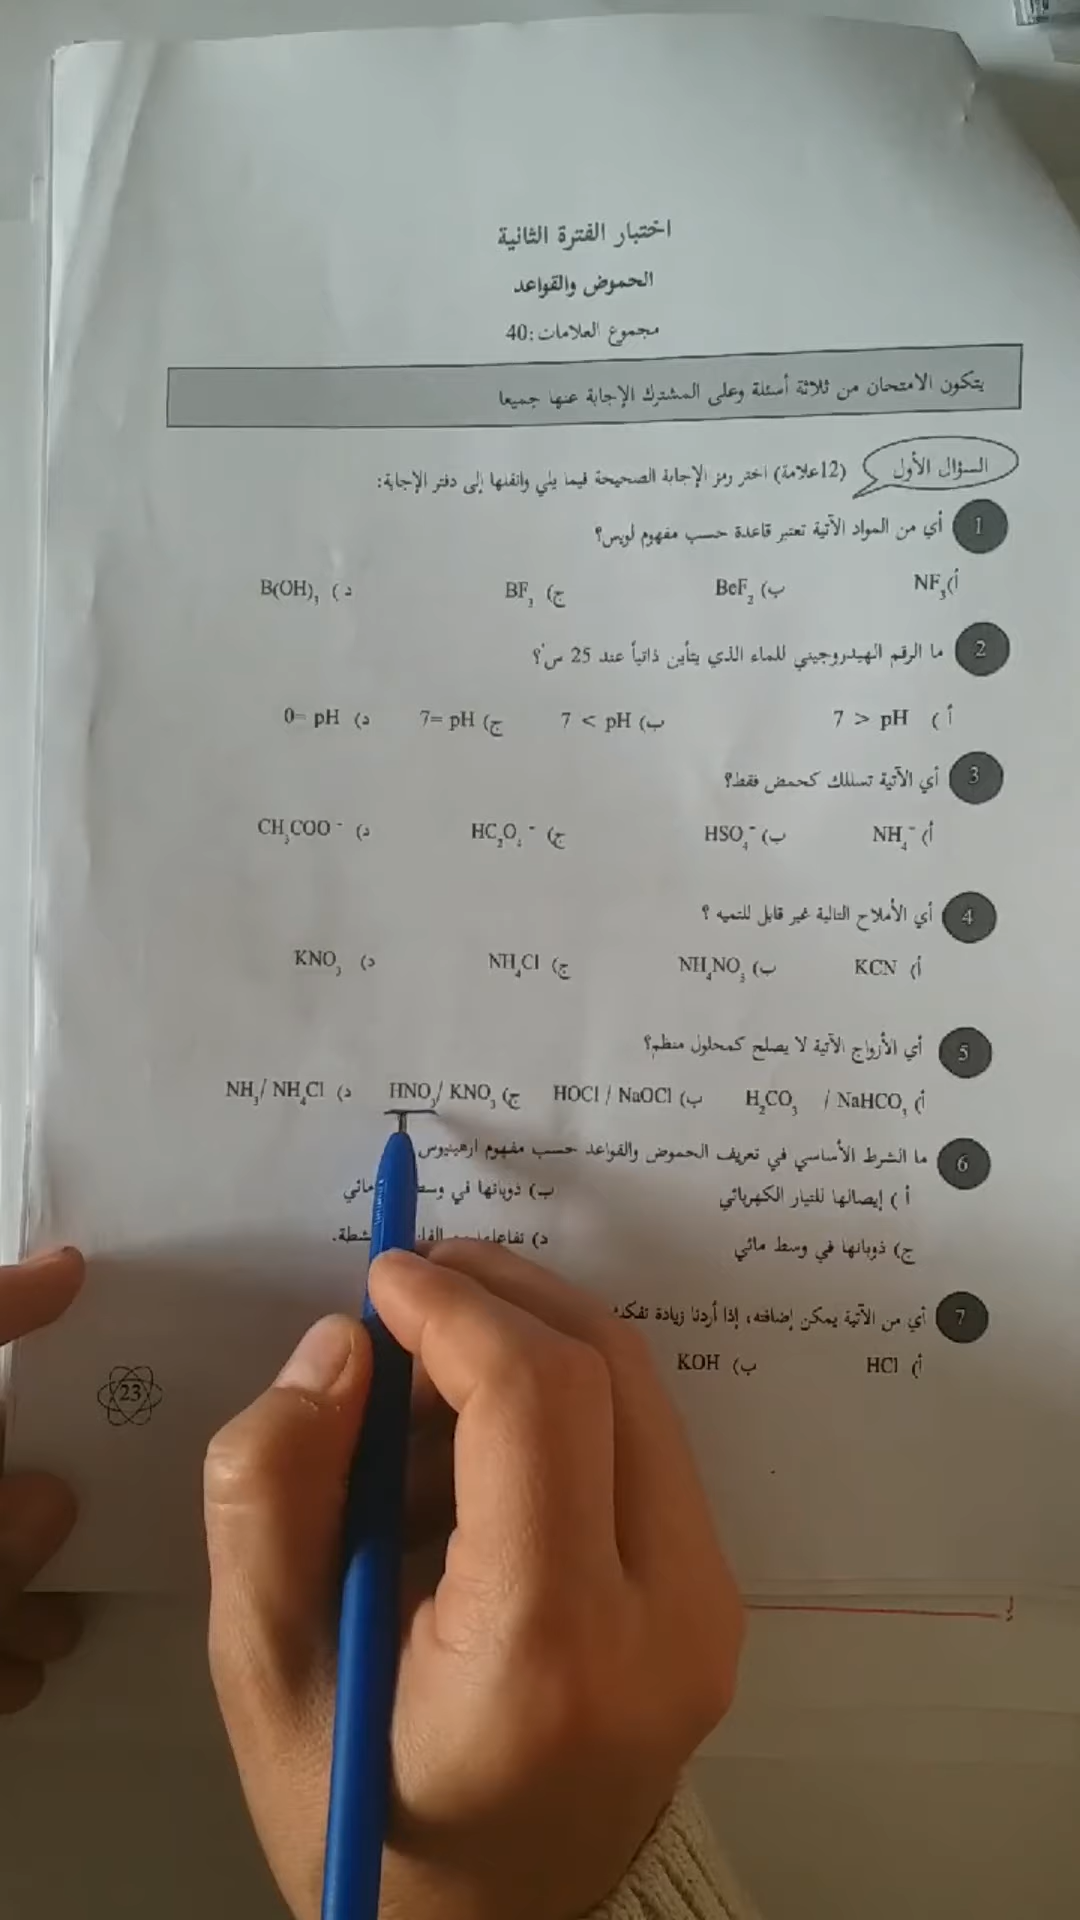 اختبار الفترة الثانية
الحموض والقواعد
مجموع العلامات: 40
يتكون الامتحان من ثلاثة أسئلة وعلى المشترك الإجابة عنها جميعا
السؤال الأول (12علامة) اختر رمز الإجابة الصحيحة فيما يلي وانقلها إلى دفتر الإجابة:
1 أي من المواد الآتية تعتبر قاعدة حسب مفهوم لويس؟
أ) NF₃ ب) BeF₂ ج) BF₃ د) B(OH)₃
2 ما الرقم الهيدروجيني للماء الذي يتأين ذاتياً عند 25 س°؟
أ) 7 > pH ب) 7 < pH ج) 7= pH د) 0= pH
3 أي الآتية تسلك كحمض فقط؟
أ) NH₄⁻ ب) HSO₄⁻ ج) HC₂O₄⁻ د) CH₃COO⁻
4 أي الأملاح التالية غير قابل للتميه ؟
أ) KCN ب) NH₄NO₃ ج) NH₄Cl د) KNO₃
5 أي الأزواج الآتية لا يصلح كمحلول منظم؟
أ) H₂CO₃ / NaHCO₃ ب) HOCl / NaOCl ج) HNO₃/ KNO₃ د) NH₃/ NH₄Cl
6 ما الشرط الأساسي في تعريف الحموض والقواعد حسب مفهوم ارهينيوس
أ) إيصالها للتيار الكهربائي ب) ذوبانها في وسط مائي
ج) ذوبانها في وسط مائي د)
7 أي من الآتية يمكن إضافته، إذا أردنا زيادة
أ) HCl ب) KOH
23